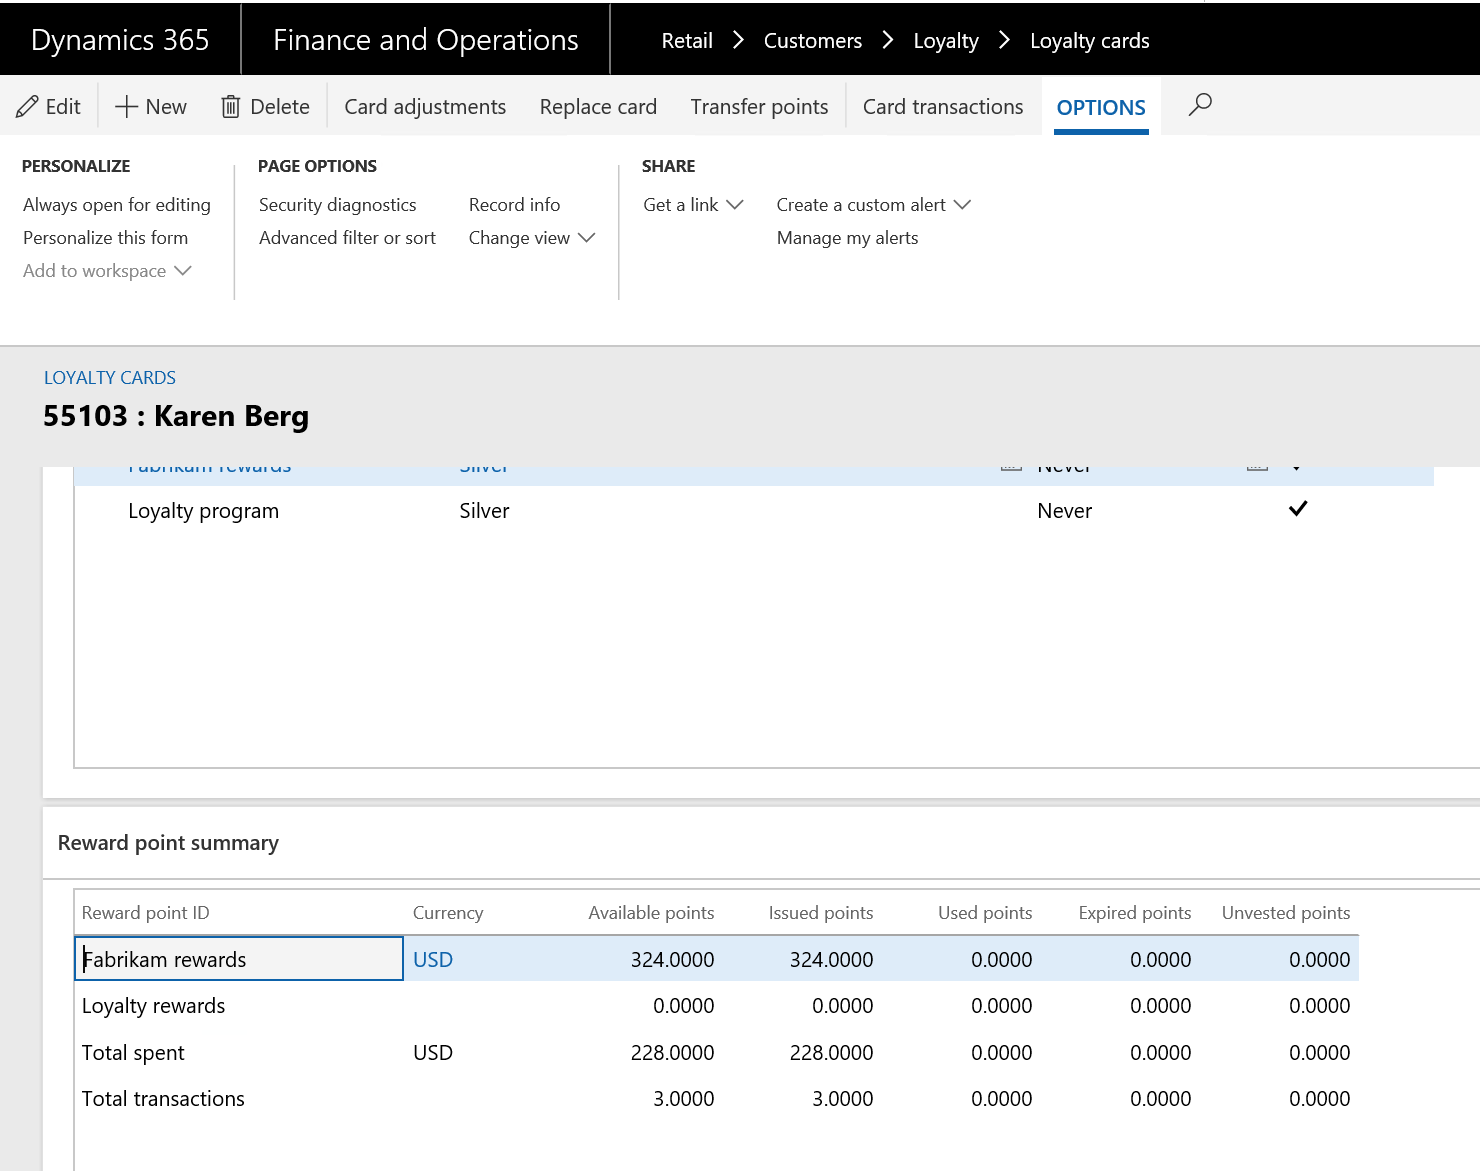 Dynamics 365 Finance and Operations Retail > Customers > Loyalty > Loyalty cards
Edit New Delete Card adjustments Replace card Transfer points Card transactions OPTIONS
PERSONALIZE PAGE OPTIONS SHARE
Always open for editing Security diagnostics Record info Get a link Create a custom alert
Personalize this form Advanced filter or sort Change view Manage my alerts
Add to workspace
LOYALTY CARDS
55103 : Karen Berg
Fabrikam rewards Silver Never
Loyalty program Silver Never
Reward point summary
Reward point ID Currency Available points Issued points Used points Expired points Unvested points
Fabrikam rewards USD 324.0000 324.0000 0.0000 0.0000 0.0000
Loyalty rewards 0.0000 0.0000 0.0000 0.0000 0.0000
Total spent USD 228.0000 228.0000 0.0000 0.0000 0.0000
Total transactions 3.0000 3.0000 0.0000 0.0000 0.0000